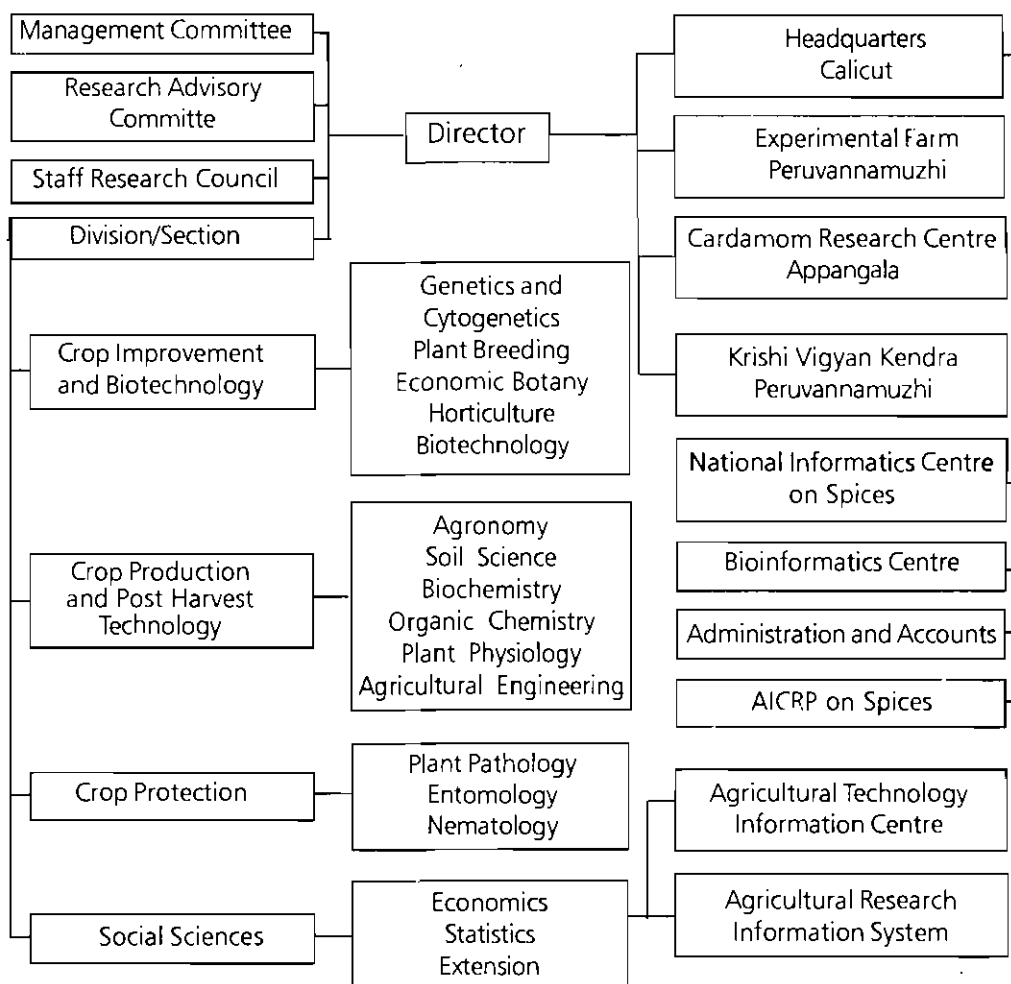 Management Committee
Research Advisory
Committe
Staff Research Council
Division/Section
Director
Headquarters
Calicut
Experimental Farm
Peruvannamuzhi
Cardamom Research Centre
Appangala
Krishi Vigyan Kendra
Peruvannamuzhi
National Informatics Centre
on Spices
Bioinformatics Centre
Administration and Accounts
AICRP on Spices
Crop Improvement
and Biotechnology
Genetics and
Cytogenetics
Plant Breeding
Economic Botany
Horticulture
Biotechnology
Crop Production
and Post Harvest
Technology
Agronomy
Soil Science
Biochemistry
Organic Chemistry
Plant Physiology
Agricultural Engineering
Crop Protection
Plant Pathology
Entomology
Nematology
Social Sciences
Economics
Statistics
Extension
Agricultural Technology
Information Centre
Agricultural Research
Information System